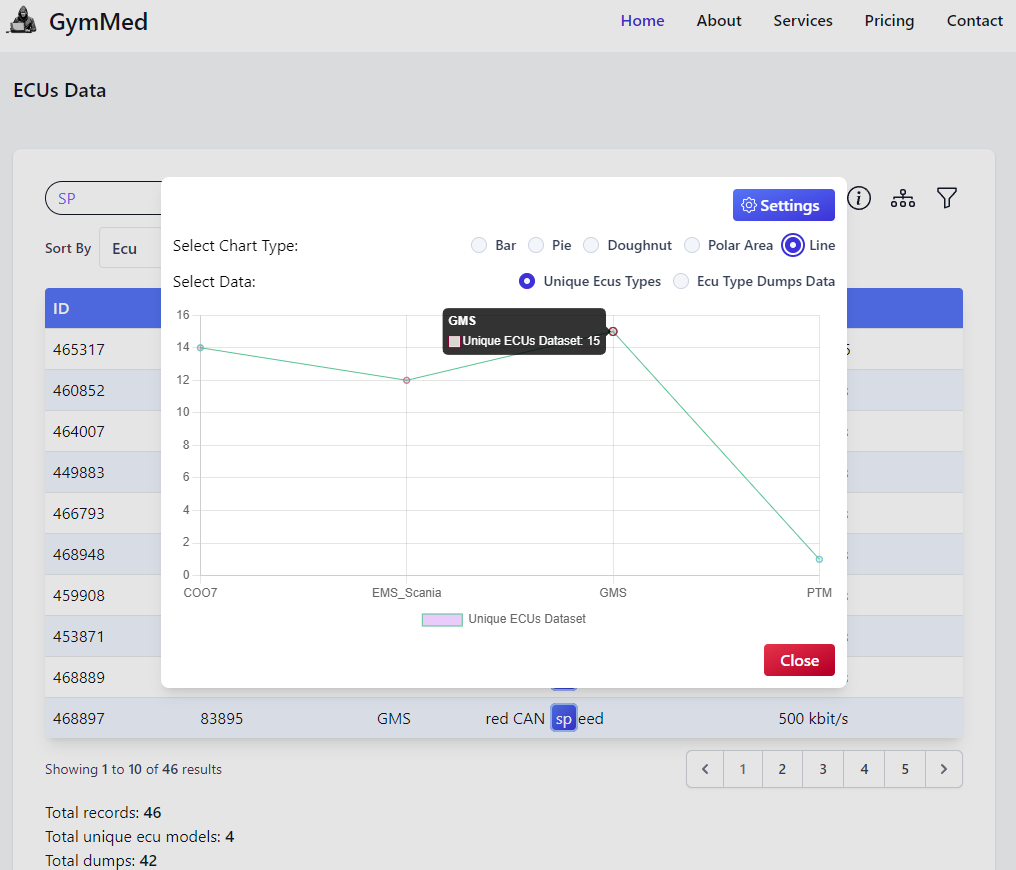 GymMed
Home About Services Pricing Contact
ECUs Data
SP
Settings
Sort By Ecu
Select Chart Type: Bar Pie Doughnut Polar Area Line
Select Data: Unique Ecus Types Ecu Type Dumps Data
ID
465317
460852
464007
449883
466793
468948
459908
453871
468889
468897 83895 GMS red CAN speed 500 kbit/s
16
14
12
10
8
6
4
2
0
GMS
Unique ECUs Dataset: 15
COO7 EMS_Scania GMS PTM
Unique ECUs Dataset
Close
Showing 1 to 10 of 46 results
1 2 3 4 5
Total records: 46
Total unique ecu models: 4
Total dumps: 42